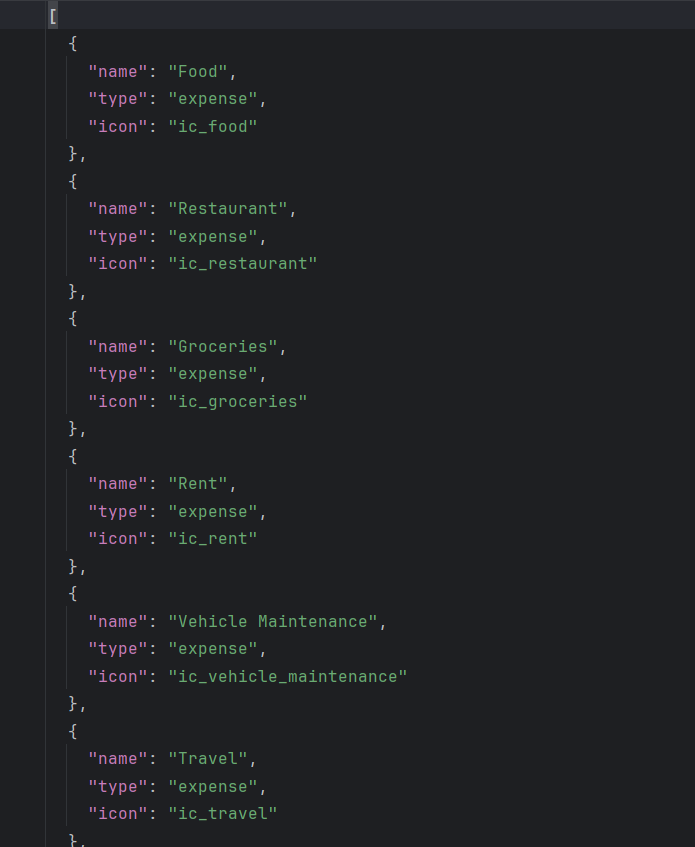 [
{
"name": "Food",
"type": "expense",
"icon": "ic_food"
},
{
"name": "Restaurant",
"type": "expense",
"icon": "ic_restaurant"
},
{
"name": "Groceries",
"type": "expense",
"icon": "ic_groceries"
},
{
"name": "Rent",
"type": "expense",
"icon": "ic_rent"
},
{
"name": "Vehicle Maintenance",
"type": "expense",
"icon": "ic_vehicle_maintenance"
},
{
"name": "Travel",
"type": "expense",
"icon": "ic_travel"
},